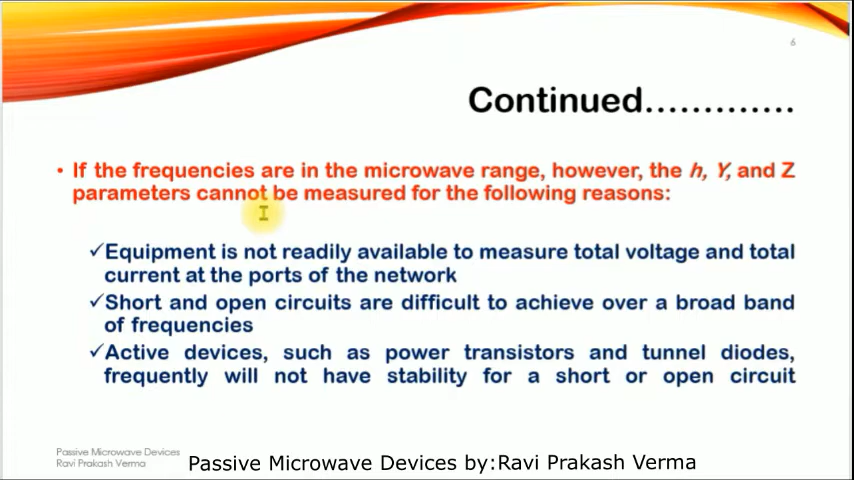 6
Continued.............
• If the frequencies are in the microwave range, however, the h, Y, and Z
parameters cannot be measured for the following reasons:
✓Equipment is not readily available to measure total voltage and total
current at the ports of the network
✓Short and open circuits are difficult to achieve over a broad band
of frequencies
✓Active devices, such as power transistors and tunnel diodes,
frequently will not have stability for a short or open circuit
Passive Microwave Devices
Ravi Prakash Verma
Passive Microwave Devices by:Ravi Prakash Verma